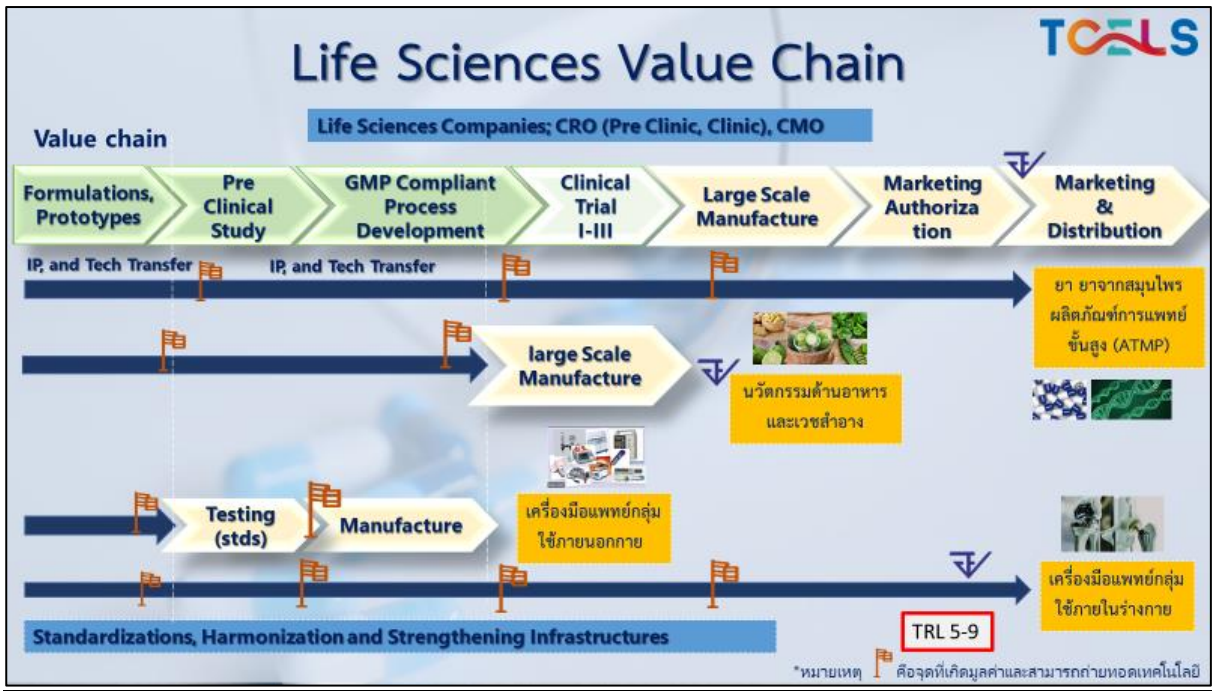 TCELS
Life Sciences Value Chain
Life Sciences Companies; CRO (Pre Clinic, Clinic), CMO
Value chain
Formulations,
Prototypes
Pre
Clinical
Study
GMP Compliant
Process
Development
Clinical
Trial
I-III
Large Scale
Manufacture
Marketing
Authoriza
tion
Marketing
&
Distribution
IP, and Tech Transfer
IP, and Tech Transfer
ยา ยาจากสมุนไพร
ผลิตภัณฑ์การแพทย์
ขั้นสูง (ATMP)
large Scale
Manufacture
นวัตกรรมด้านอาหาร
และเวชสำอาง
Testing
(stds)
Manufacture
เครื่องมือแพทย์กลุ่ม
ใช้ภายนอกกาย
เครื่องมือแพทย์กลุ่ม
ใช้ภายในร่างกาย
Standardizations, Harmonization and Strengthening Infrastructures
TRL 5-9
*หมายเหตุ คือจุดที่เกิดมูลค่าและสามารถถ่ายทอดเทคโนโลยี